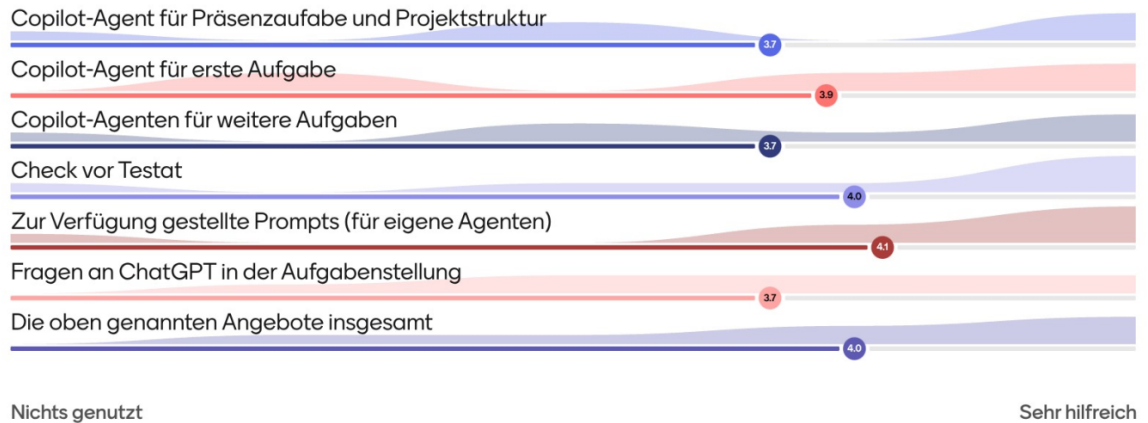 Copilot-Agent für Präsenzaufabe und Projektstruktur
3.7
Copilot-Agent für erste Aufgabe
3.9
Copilot-Agenten für weitere Aufgaben
3.7
Check vor Testat
4.0
Zur Verfügung gestellte Prompts (für eigene Agenten)
4.1
Fragen an ChatGPT in der Aufgabenstellung
3.7
Die oben genannten Angebote insgesamt
4.0
Nichts genutzt Sehr hilfreich